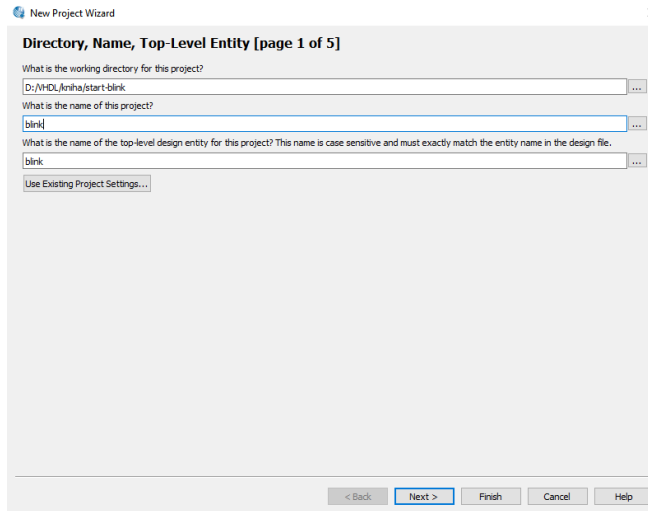 New Project Wizard
Directory, Name, Top-Level Entity [page 1 of 5]
What is the working directory for this project?
D:/VHDL/kniha/start-blink
...
What is the name of this project?
blink
...
What is the name of the top-level design entity for this project? This name is case sensitive and must exactly match the entity name in the design file.
blink
...
Use Existing Project Settings...
< Back Next > Finish Cancel Help